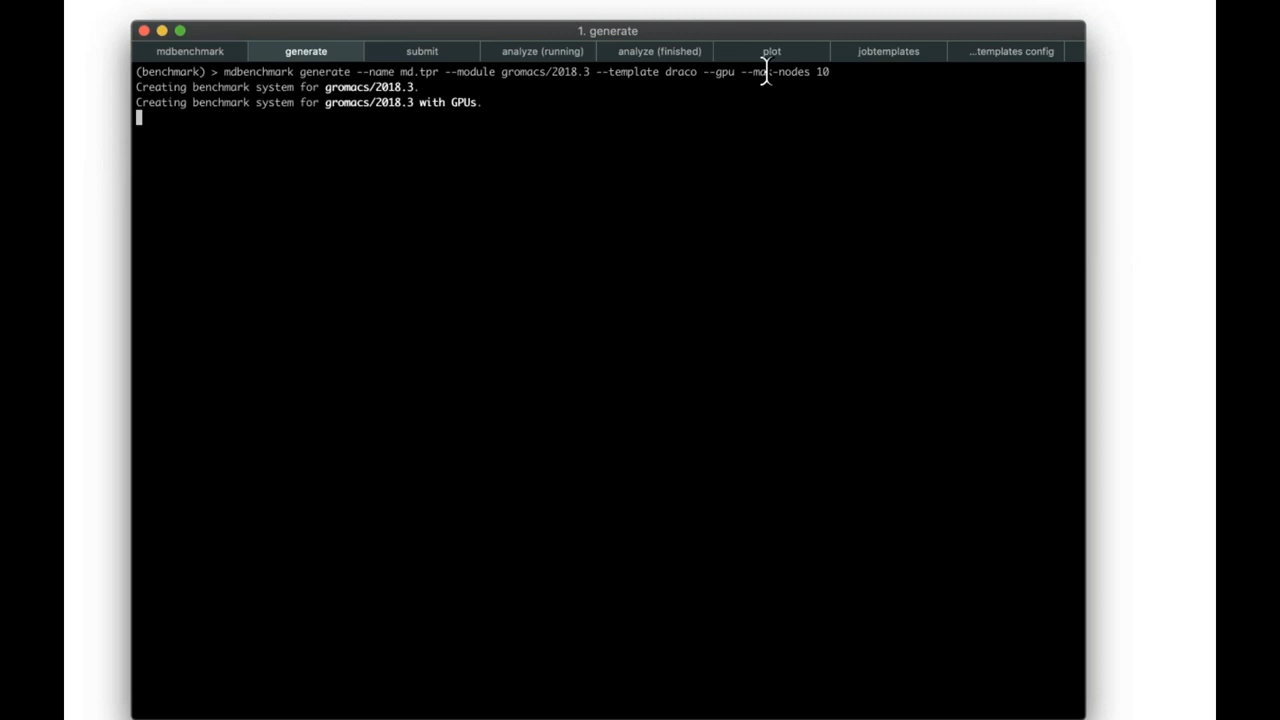 1. generate
mdbenchmark generate submit analyze (running) analyze (finished) plot jobtemplates ...templates config
(benchmark) > mdbenchmark generate --name md.tpr --module gromacs/2018.3 --template draco --gpu --max-nodes 10
Creating benchmark system for gromacs/2018.3.
Creating benchmark system for gromacs/2018.3 with GPUs.